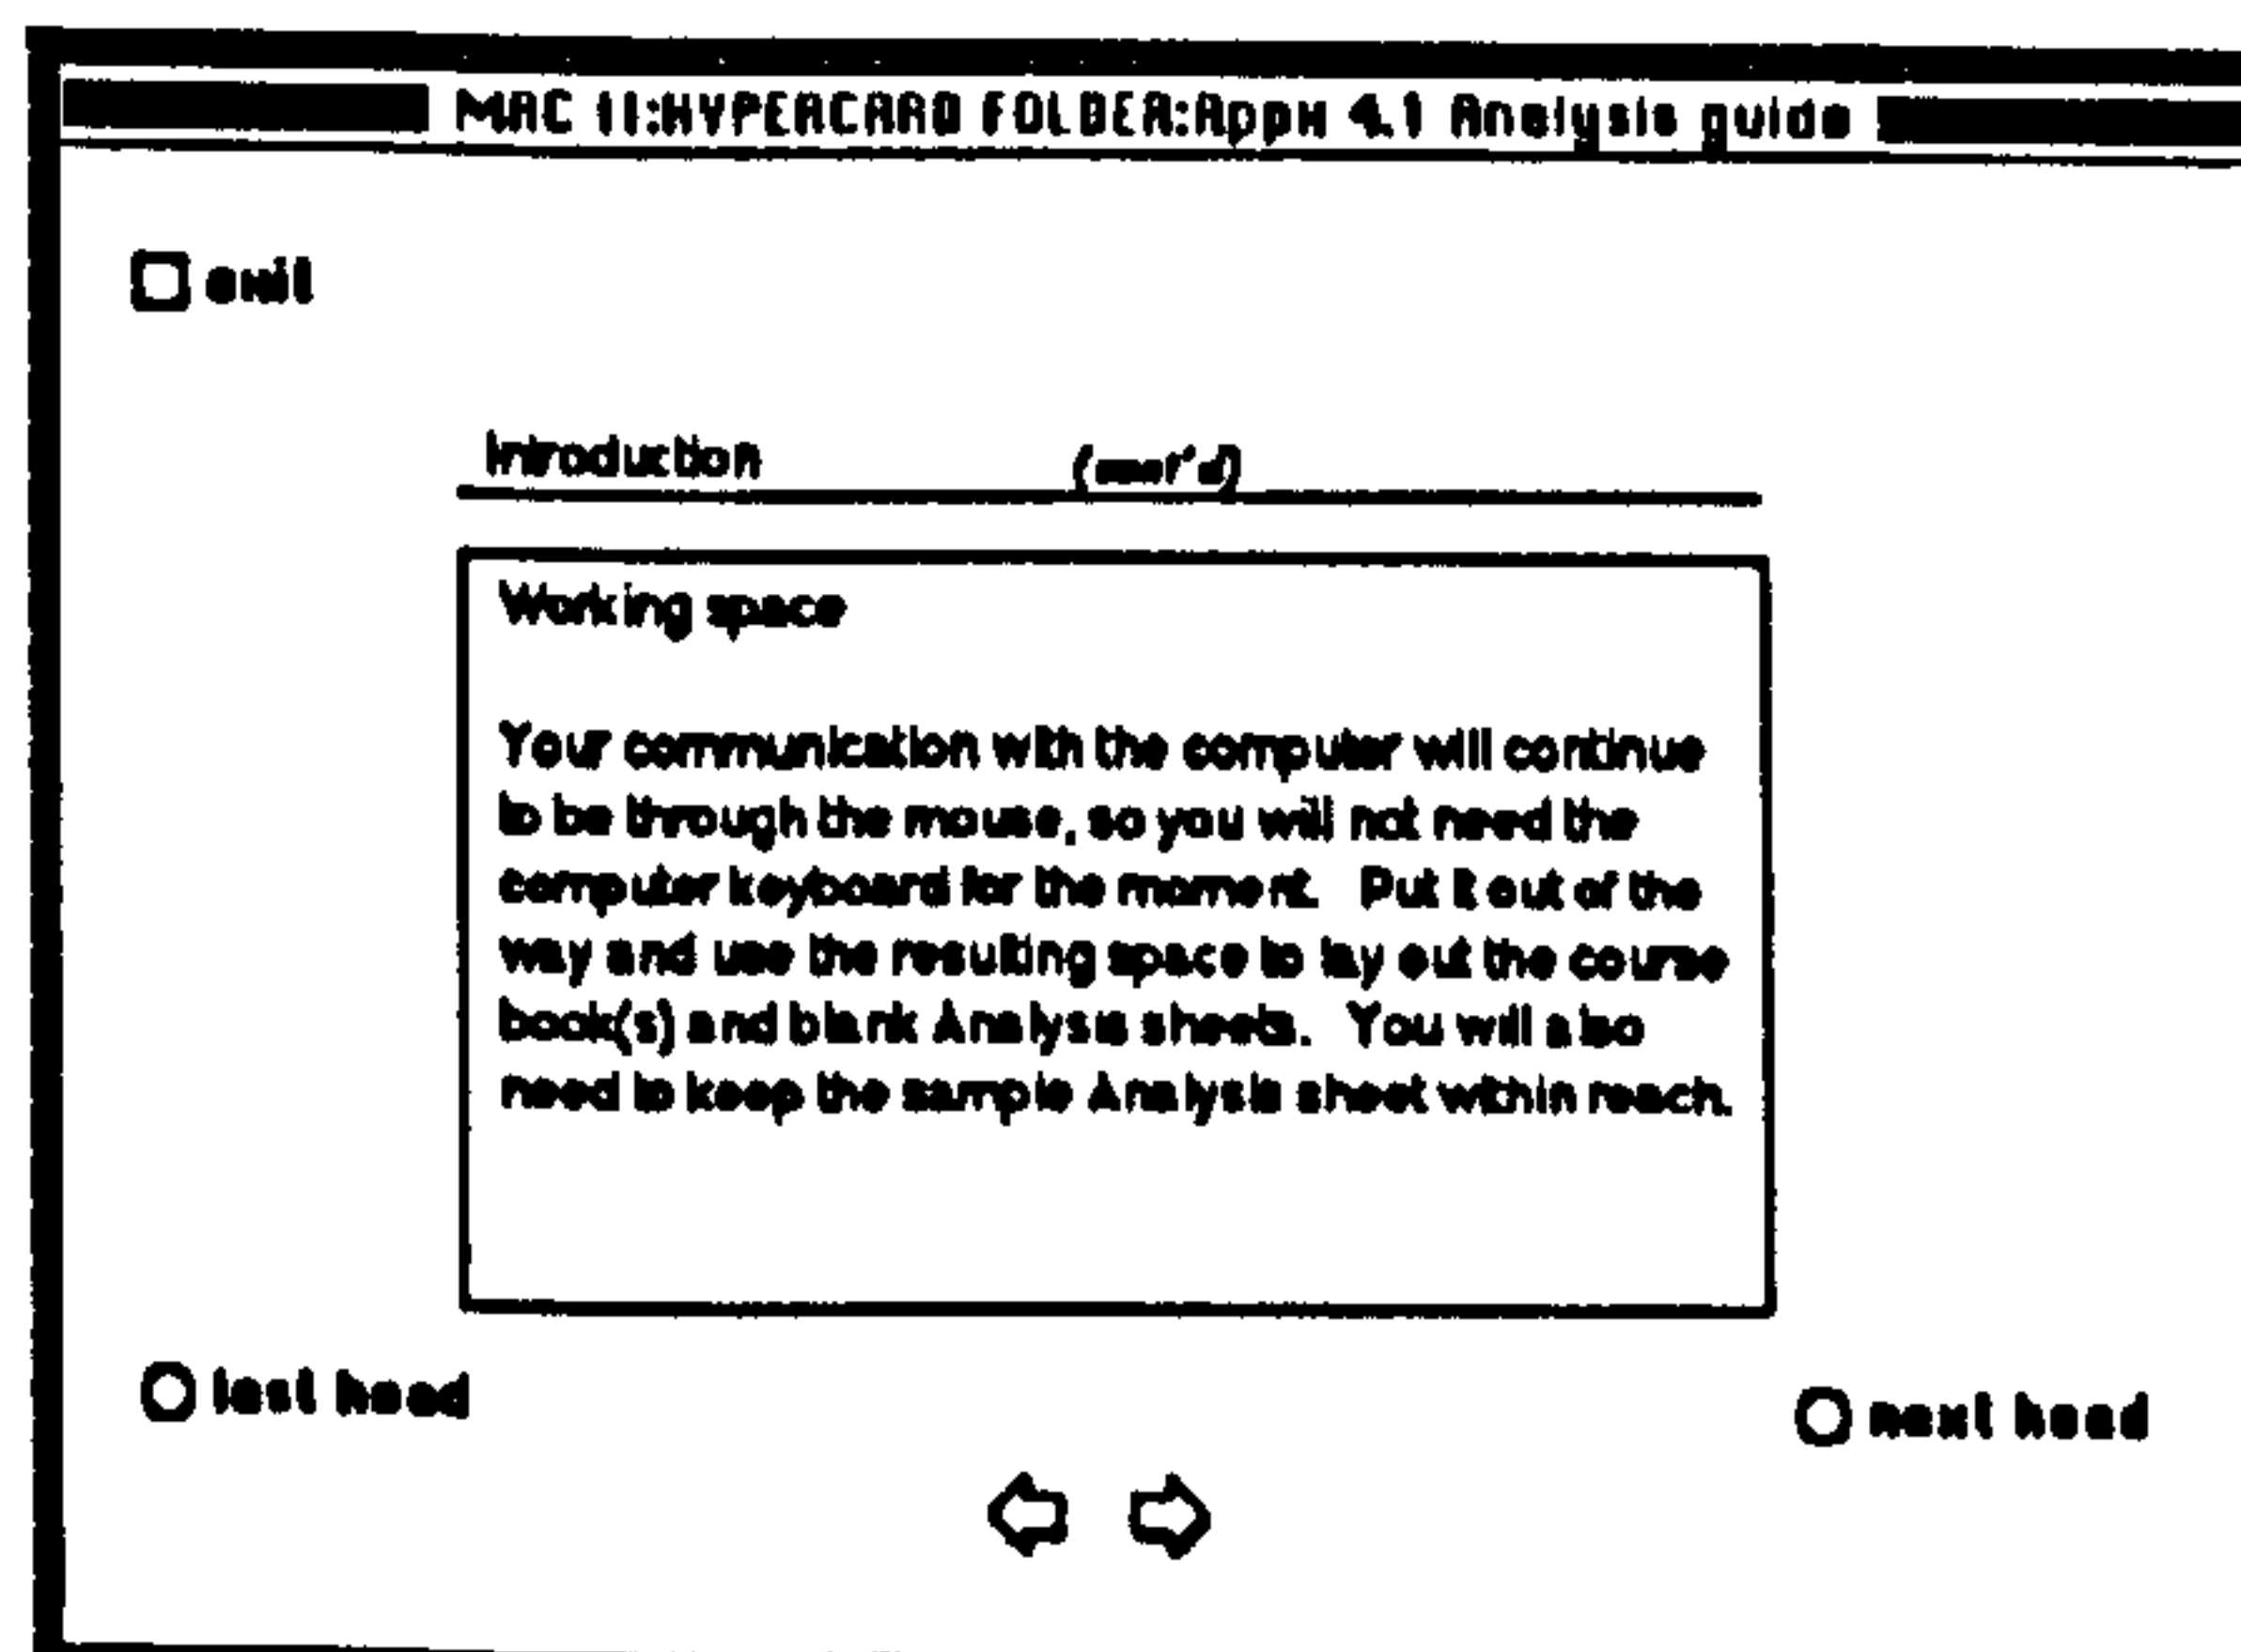 MAC II:HYPERCARD FOLDER:Appx 4.1 Analysis guide
exit
Introduction (cont'd)
Working space
Your communication with the computer will continue
to be through the mouse, so you will not need the
computer keyboard for the moment. Put it out of the
way and use the resulting space to lay out the course
book(s) and blank Analysis sheets. You will also
need to keep the sample Analysis sheet within reach.
last head
next head